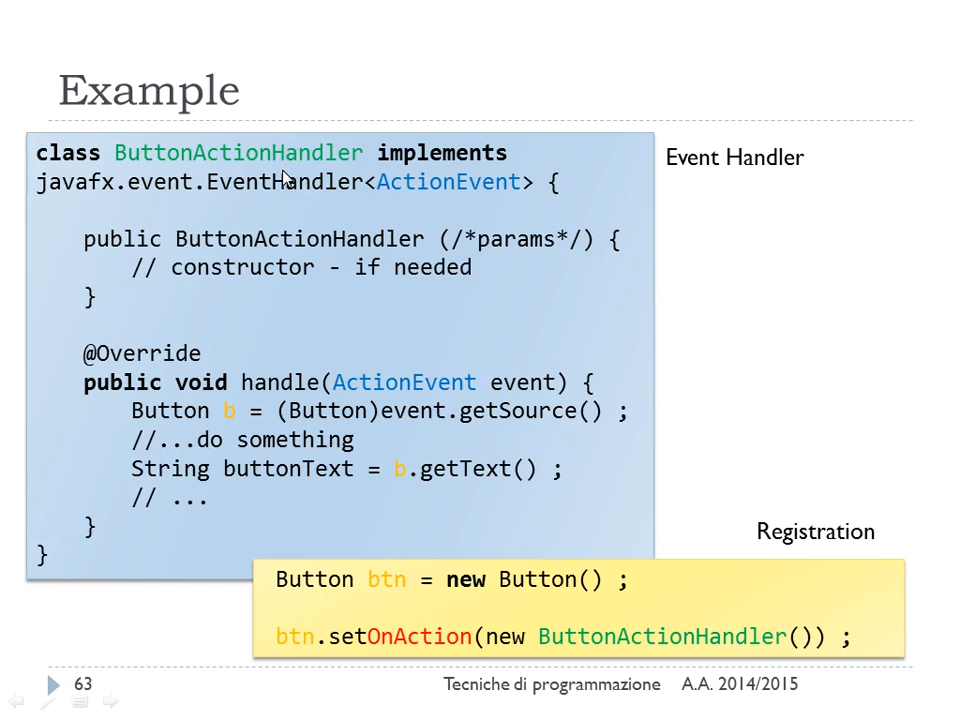 Example
class ButtonActionHandler implements
javafx.event.EventHandler<ActionEvent> {
public ButtonActionHandler (/*params*/) {
// constructor - if needed
}
@Override
public void handle(ActionEvent event) {
Button b = (Button)event.getSource() ;
//...do something
String buttonText = b.getText() ;
// ...
}
}
Event Handler
Registration
Button btn = new Button() ;
btn.setOnAction(new ButtonActionHandler()) ;
63
Tecniche di programmazione A.A. 2014/2015